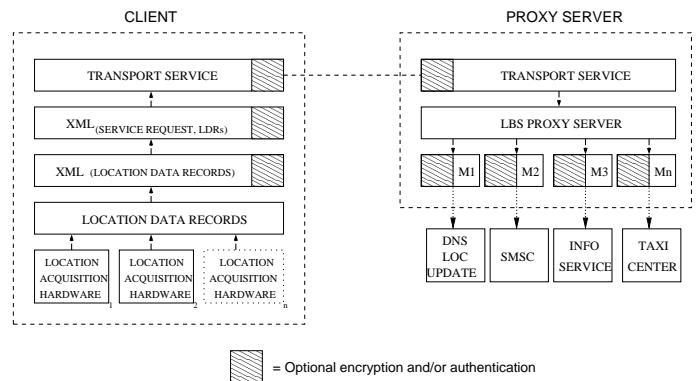 CLIENT
TRANSPORT SERVICE
XML (SERVICE REQUEST, LDRs)
XML (LOCATION DATA RECORDS)
LOCATION DATA RECORDS
LOCATION
ACQUISITION
HARDWARE 1
LOCATION
ACQUISITION
HARDWARE 2
LOCATION
ACQUISITION
HARDWARE n
PROXY SERVER
TRANSPORT SERVICE
LBS PROXY SERVER
M1
M2
M3
Mn
DNS
LOC
UPDATE
SMSC
INFO
SERVICE
TAXI
CENTER
= Optional encryption and/or authentication